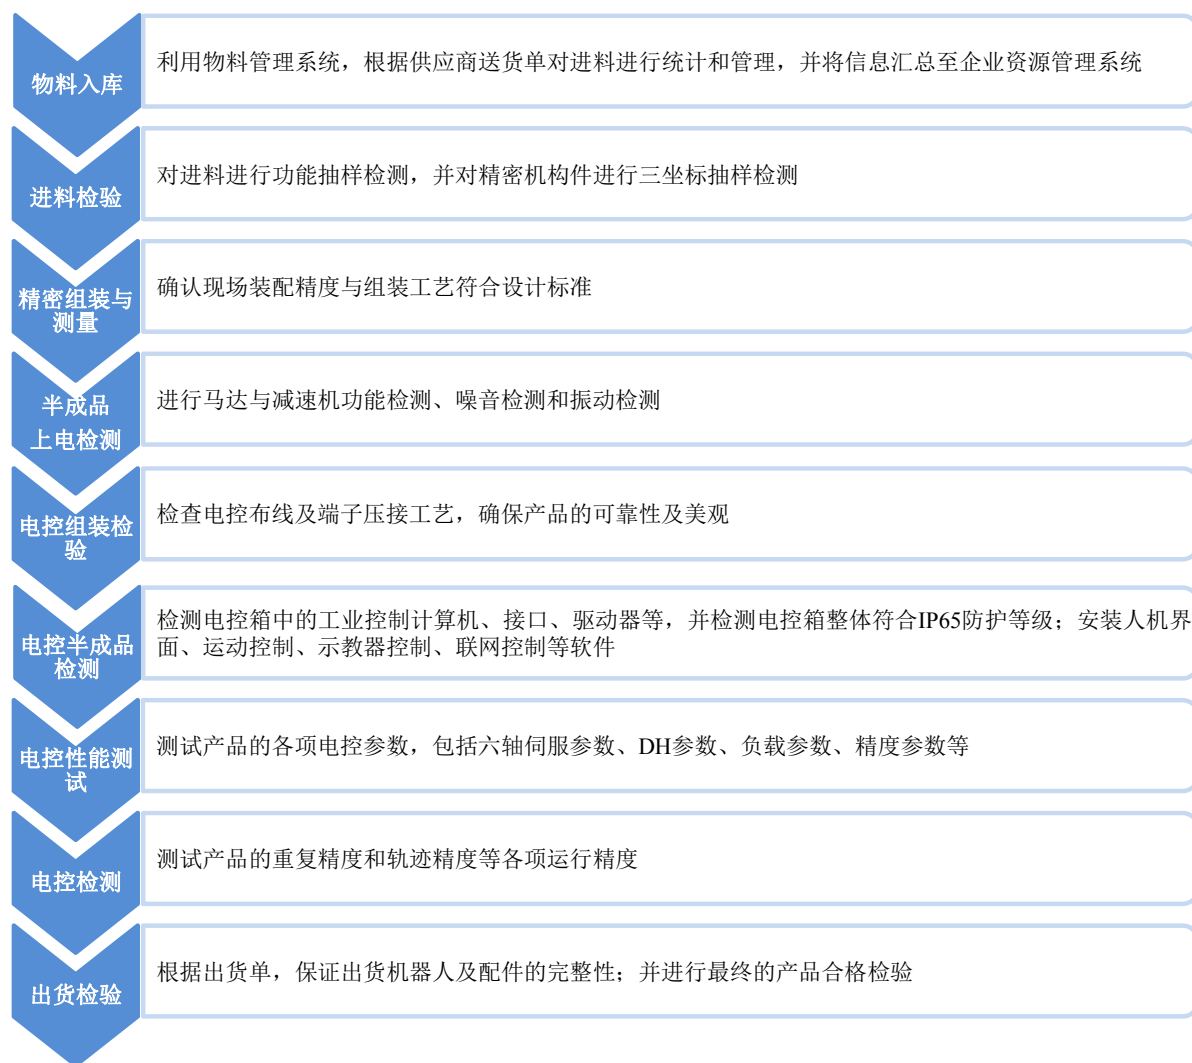 物料入库
利用物料管理系统，根据供应商送货单对进料进行统计和管理，并将信息汇总至企业资源管理系统
进料检验
对进料进行功能抽样检测，并对精密机构件进行三坐标抽样检测
精密组装与
测量
确认现场装配精度与组装工艺符合设计标准
半成品
上电检测
进行马达与减速机功能检测、噪音检测和振动检测
电控组装检
验
检查电控布线及端子压接工艺，确保产品的可靠性及美观
电控半成品
检测
检测电控箱中的工业控制计算机、接口、驱动器等，并检测电控箱整体符合IP65防护等级；安装人机界
面、运动控制、示教器控制、联网控制等软件
电控性能测
试
测试产品的各项电控参数，包括六轴伺服参数、DH参数、负载参数、精度参数等
电控检测
测试产品的重复精度和轨迹精度等各项运行精度
出货检验
根据出货单，保证出货机器人及配件的完整性；并进行最终的产品合格检验